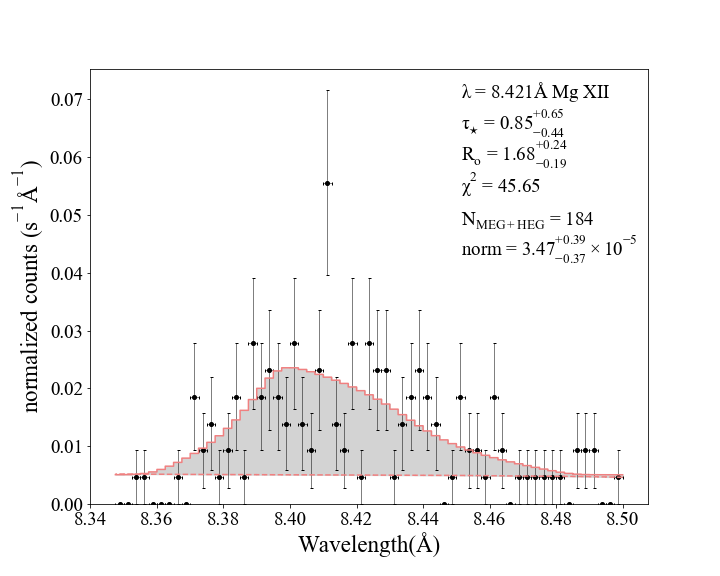 λ = 8.421Å Mg XII
τ⋆ = 0.85 +0.65 −0.44
Ro = 1.68 +0.24 −0.19
χ² = 45.65
N MEG+HEG = 184
norm = 3.47 +0.39 −0.37 × 10⁻⁵
normalized counts (s⁻¹ Å⁻¹)
0.07
0.06
0.05
0.04
0.03
0.02
0.01
0.00
8.34 8.36 8.38 8.40 8.42 8.44 8.46 8.48 8.50
Wavelength(Å)